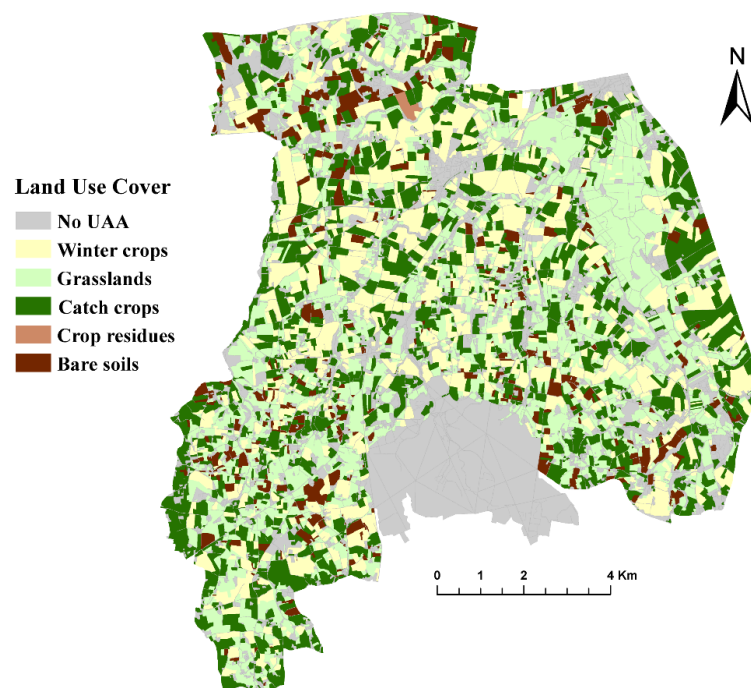 N
Land Use Cover
No UAA
Winter crops
Grasslands
Catch crops
Crop residues
Bare soils
0 1 2 4 Km